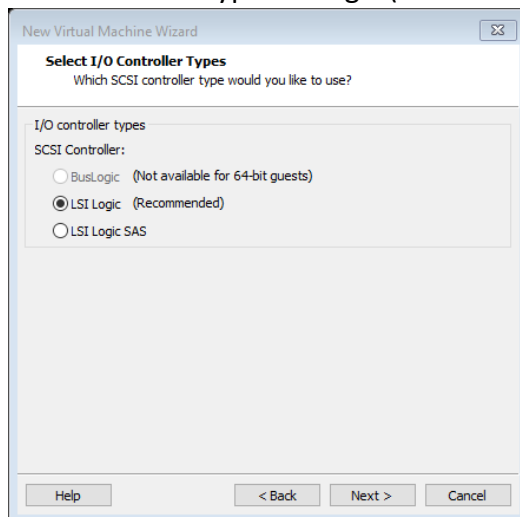 New Virtual Machine Wizard
Select I/O Controller Types
Which SCSI controller type would you like to use?
I/O controller types
SCSI Controller:
BusLogic (Not available for 64-bit guests)
LSI Logic (Recommended)
LSI Logic SAS
Help < Back Next > Cancel